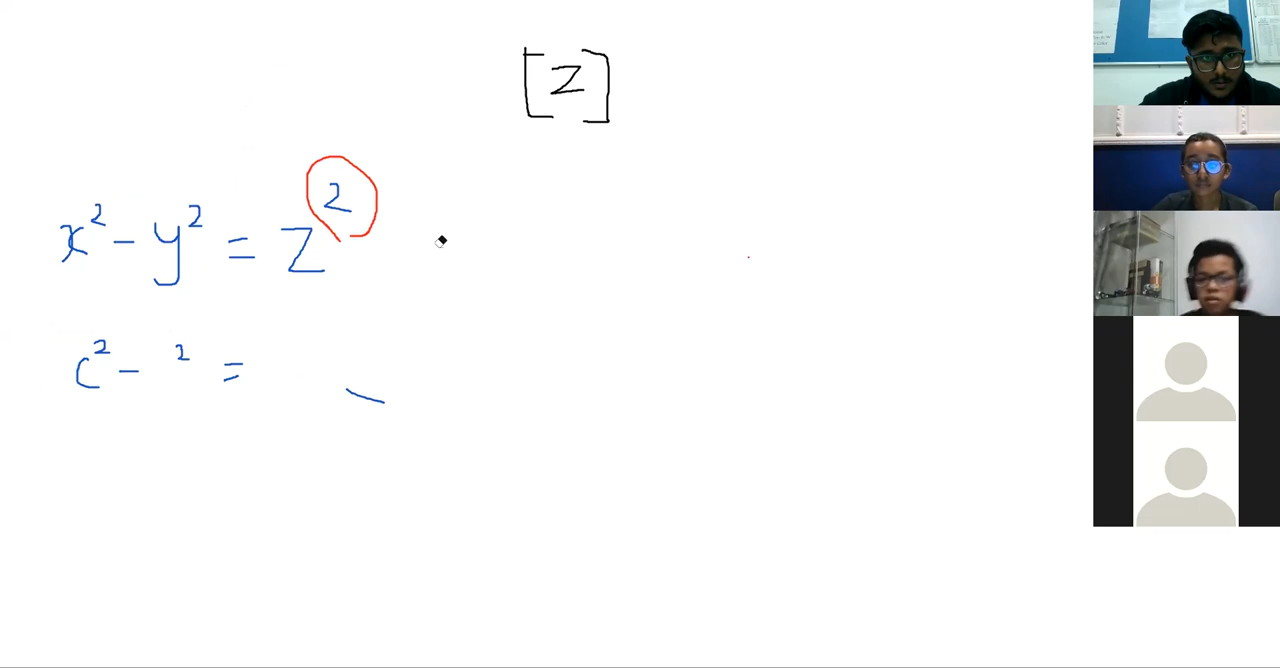 [Z]
x² - y² = Z²
c² - ² =